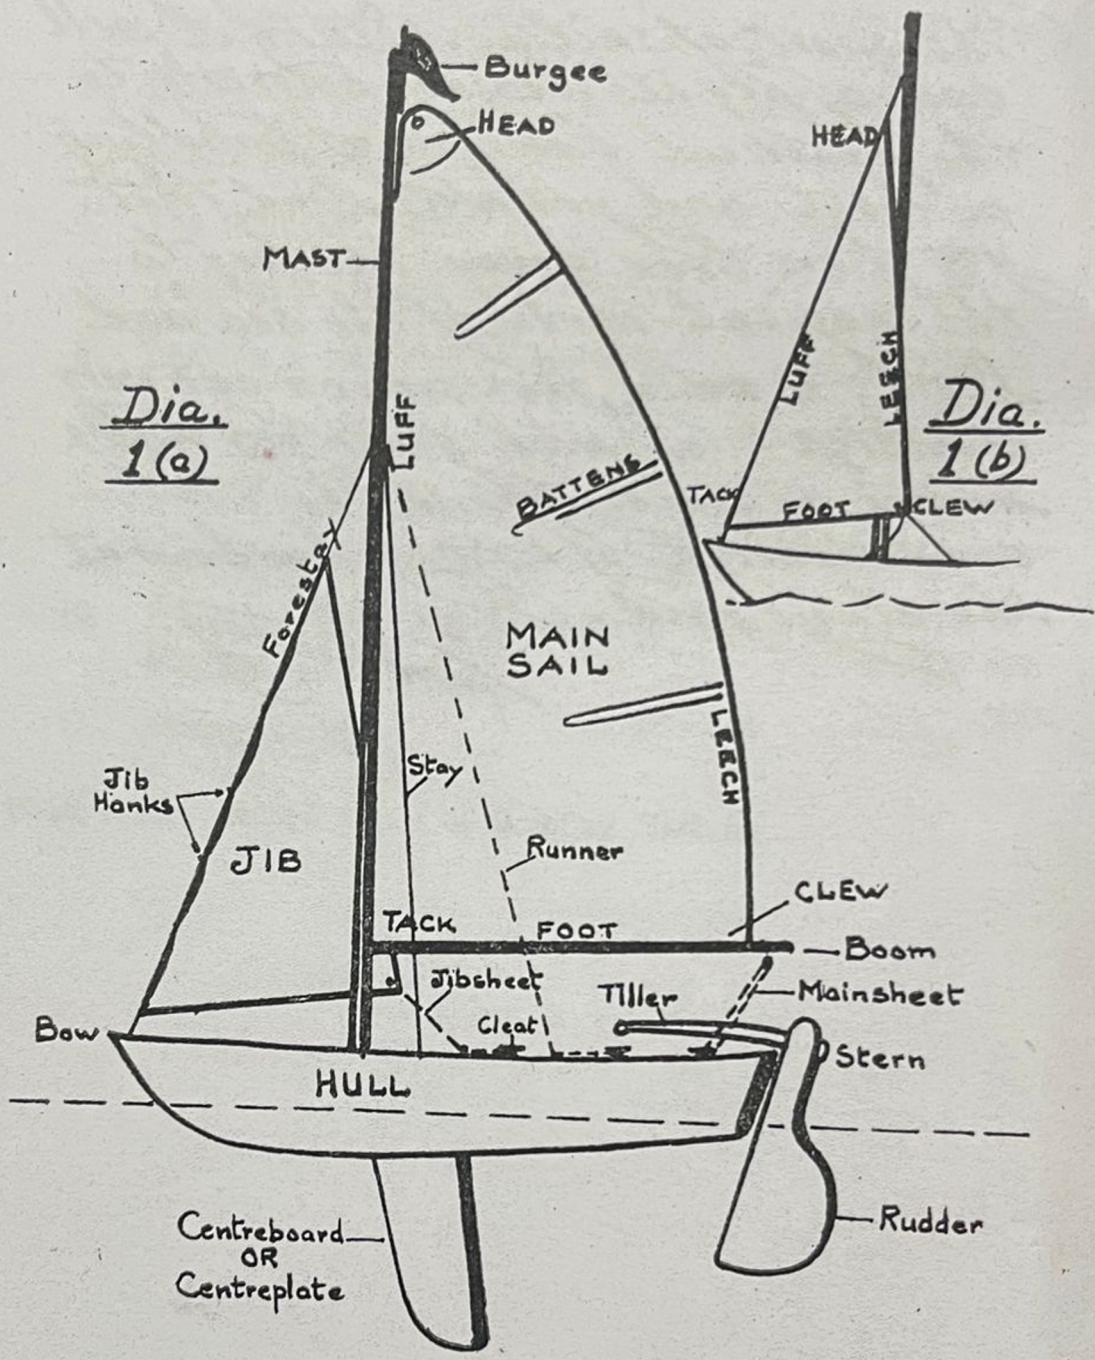 Burgee
HEAD
MAST
LUFF
Dia.
1(a)
BATTENS
Forestay
MAIN
SAIL
LEECH
Stay
Jib
Hanks
JIB
Runner
CLEW
TACK
FOOT
Boom
Jibsheet
Tiller
Mainsheet
Cleat
Bow
Stern
HULL
Centreboard
OR
Centreplate
Rudder
HEAD
LUFF
LEECH
Dia.
1(b)
TACK
FOOT
CLEW